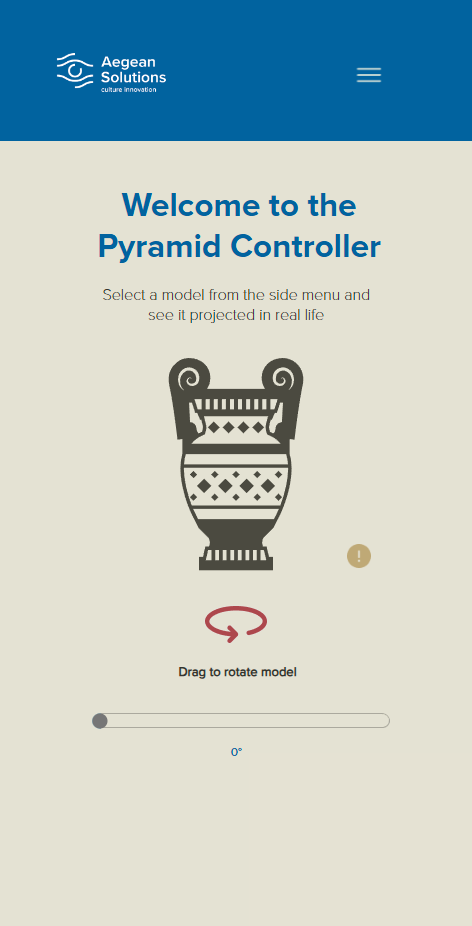 Aegean
Solutions
culture innovation
Welcome to the
Pyramid Controller
Select a model from the side menu and
see it projected in real life
!
Drag to rotate model
0°